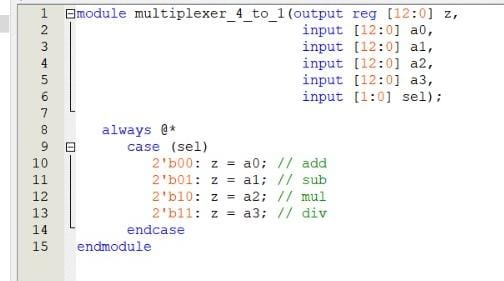 1 module multiplexer_4_to_1(output reg [12:0] z,
2 input [12:0] a0,
3 input [12:0] a1,
4 input [12:0] a2,
5 input [12:0] a3,
6 input [1:0] sel);
7
8 always @*
9 case (sel)
10 2'b00: z = a0; // add
11 2'b01: z = a1; // sub
12 2'b10: z = a2; // mul
13 2'b11: z = a3; // div
14 endcase
15 endmodule